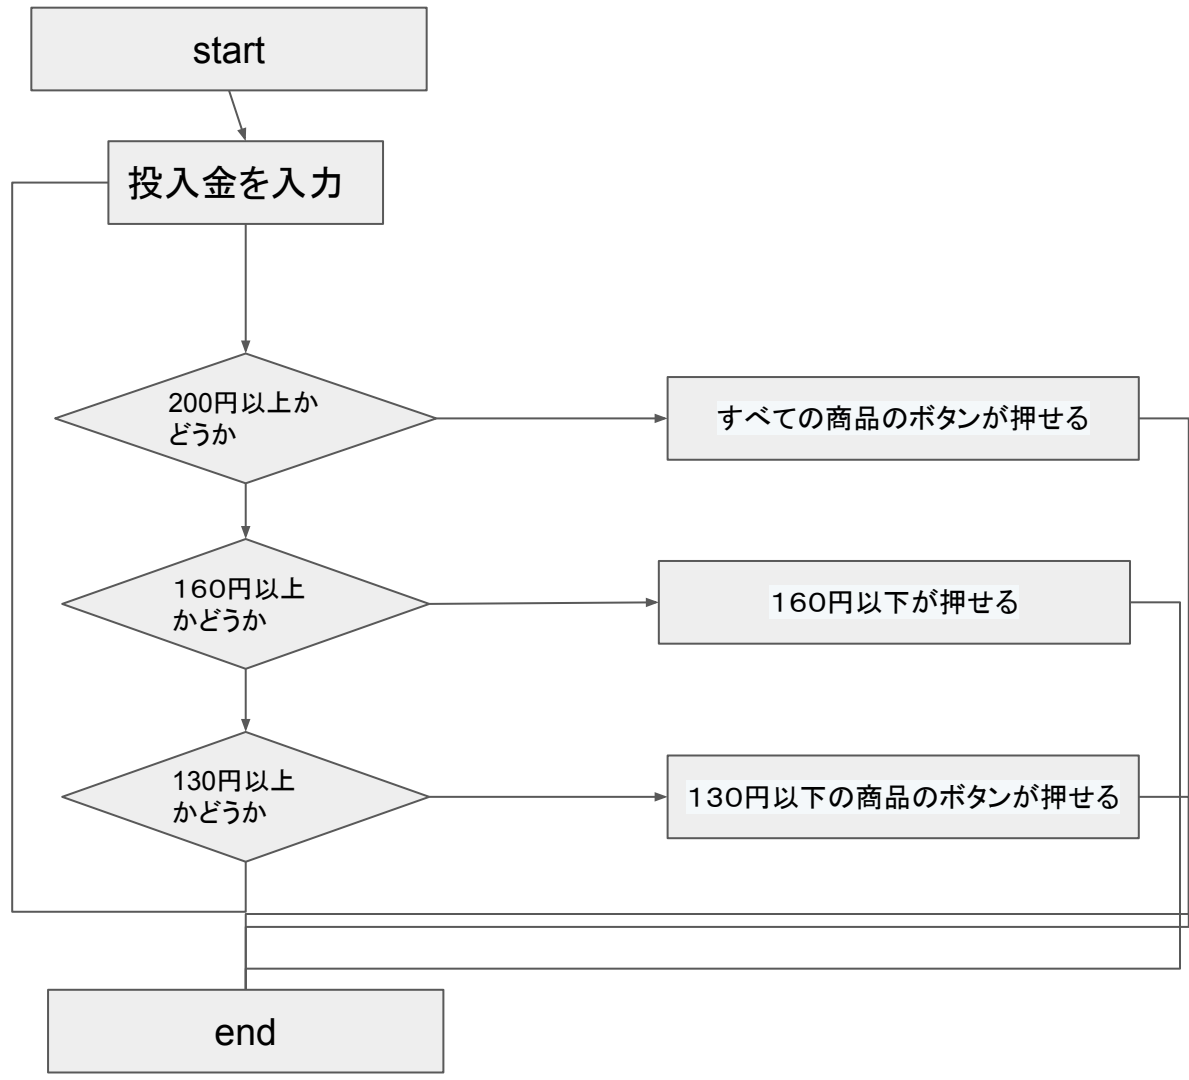 start
投入金を入力
200円以上か
どうか
すべての商品のボタンが押せる
１６０円以上
かどうか
１６０円以下が押せる
130円以上
かどうか
１３０円以下の商品のボタンが押せる
end